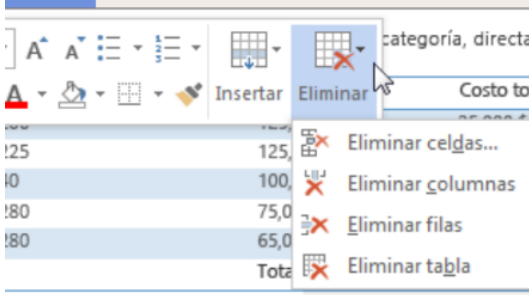 categoría, directa
A A
A Insertar Eliminar Costo to
225 125,
40 100,
280 75,0
280 65,0
Tota
Eliminar celdas...
Eliminar columnas
Eliminar filas
Eliminar tabla